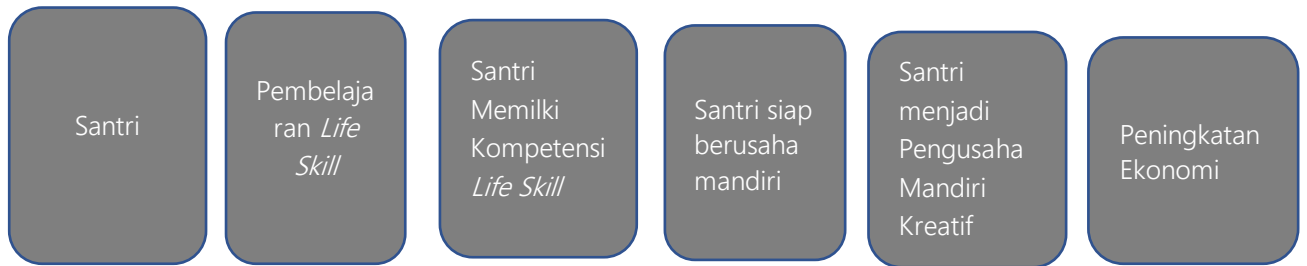 Santri
Pembelaja
ran Life
Skill
Santri
Memilki
Kompetensi
Life Skill
Santri siap
berusaha
mandiri
Santri
menjadi
Pengusaha
Mandiri
Kreatif
Peningkatan
Ekonomi